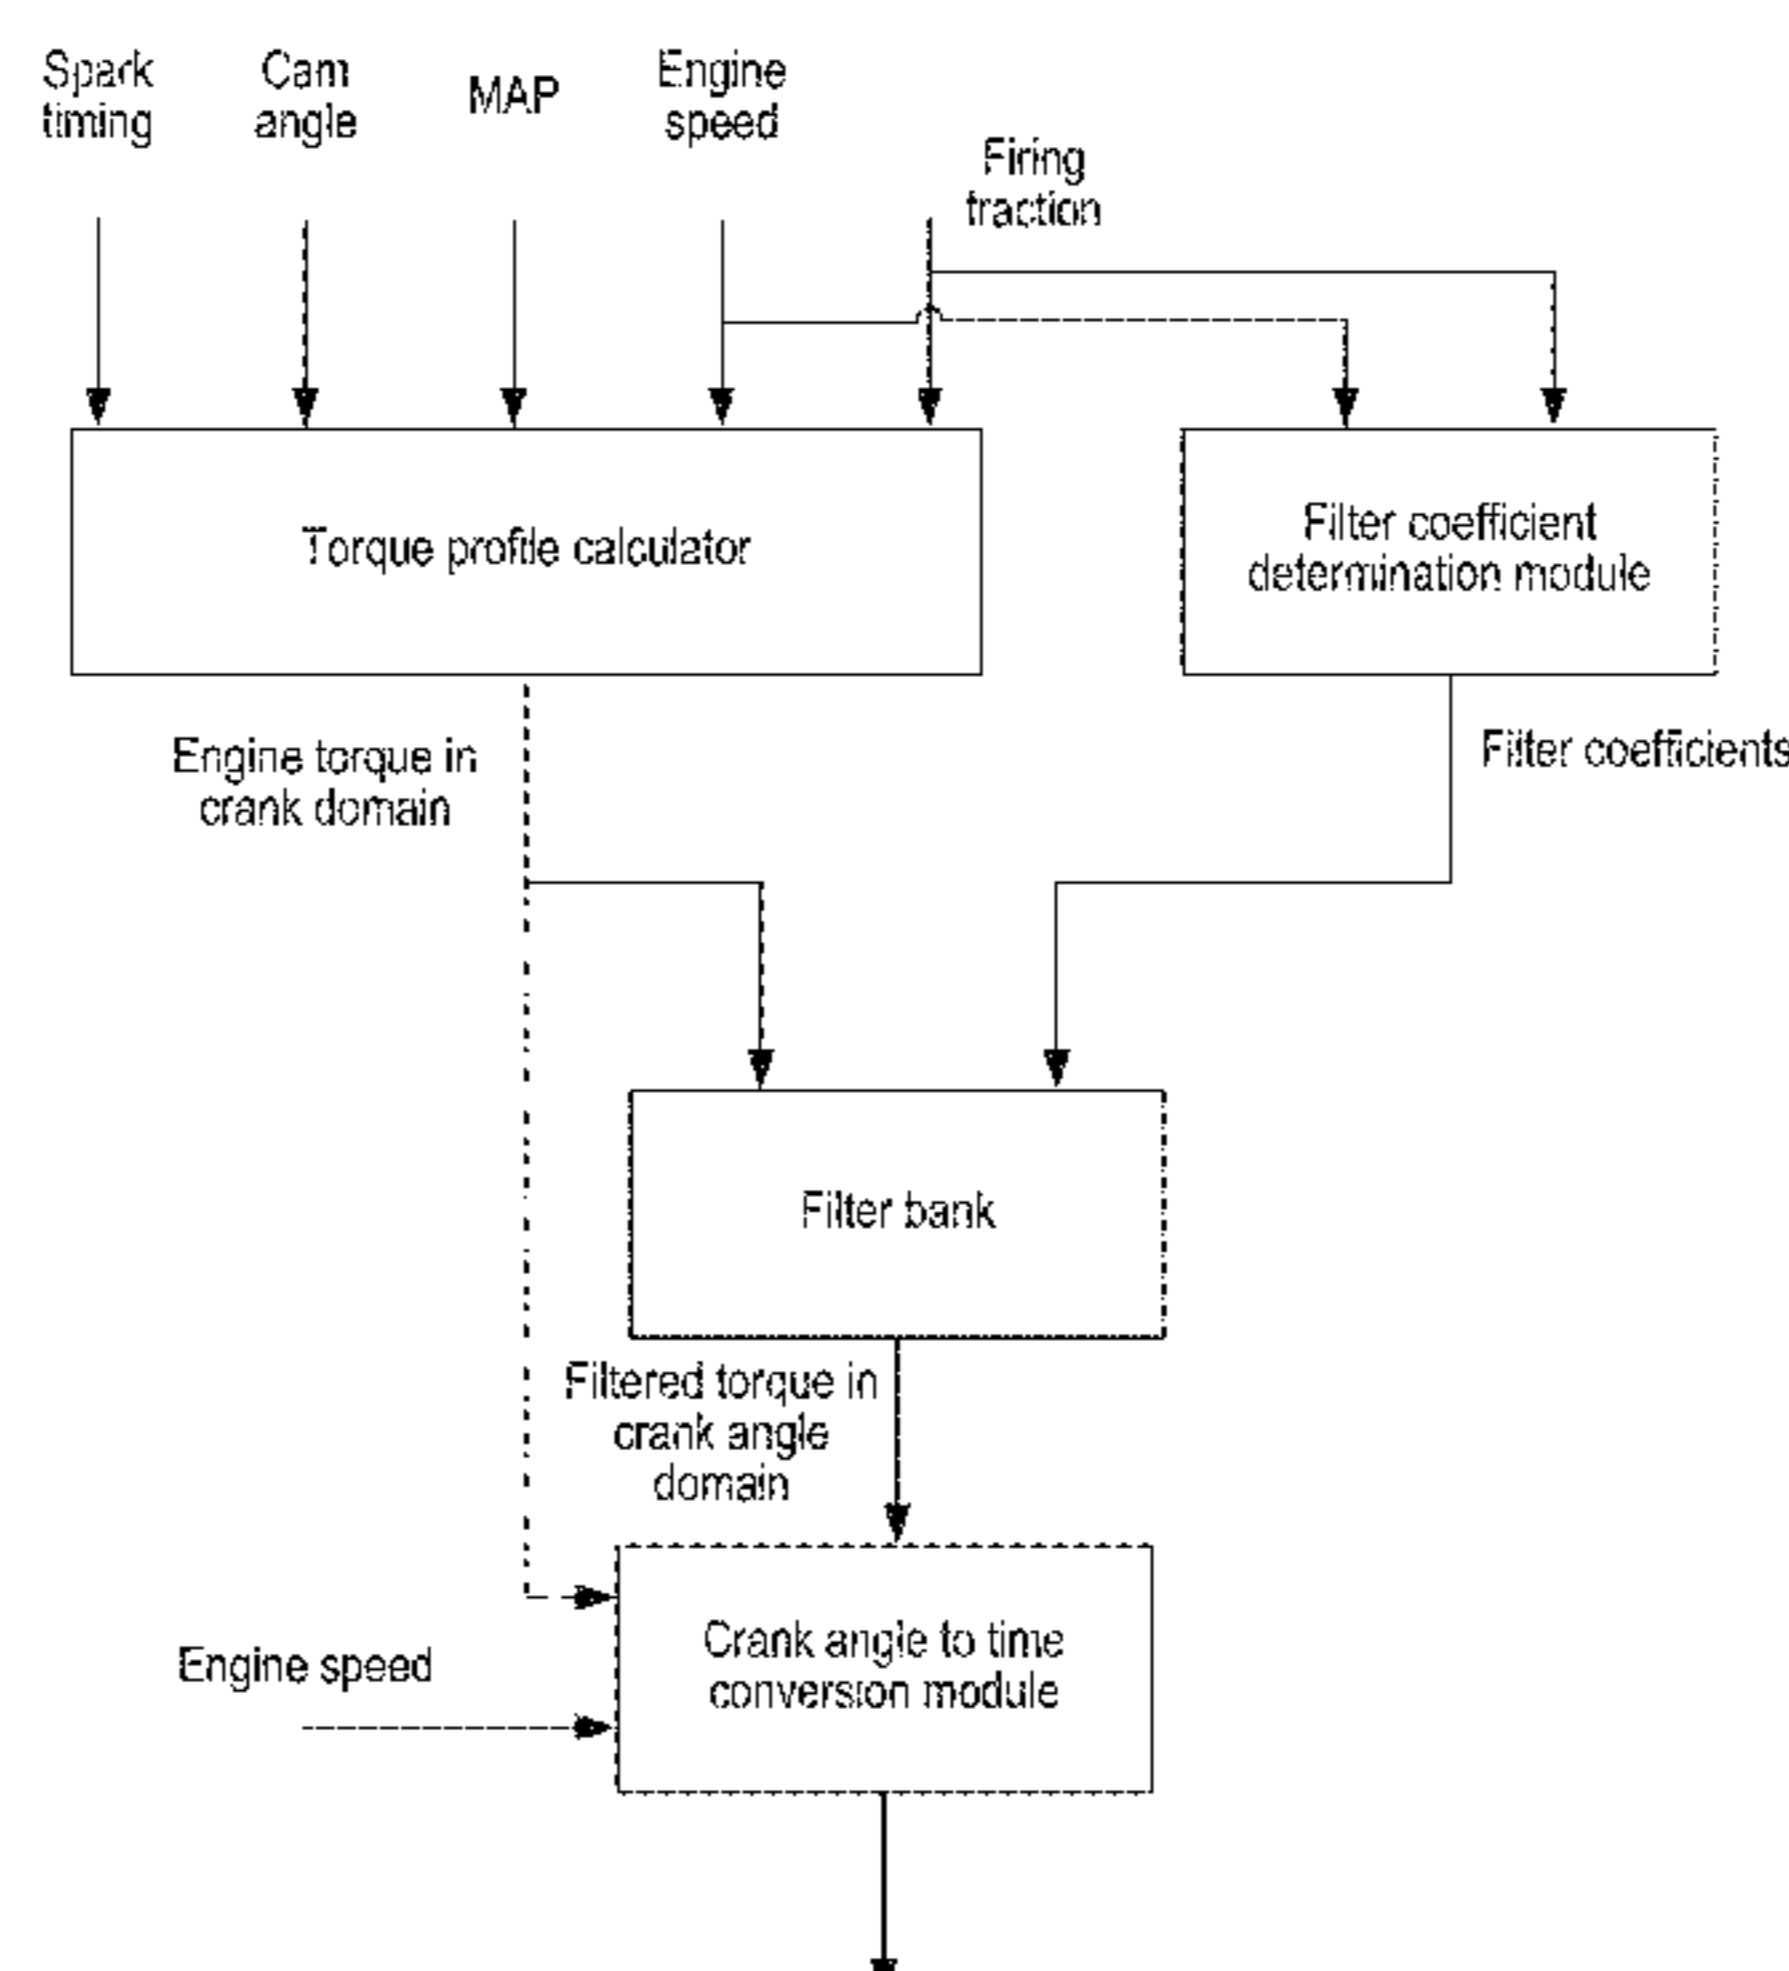 Spark
timing
Cam
angle
MAP
Engine
speed
Firing
fraction
Torque profile calculator
Filter coefficient
determination module
Engine torque in
crank domain
Filter coefficients
Filter bank
Filtered torque in
crank angle
domain
Crank angle to time
conversion module
Engine speed